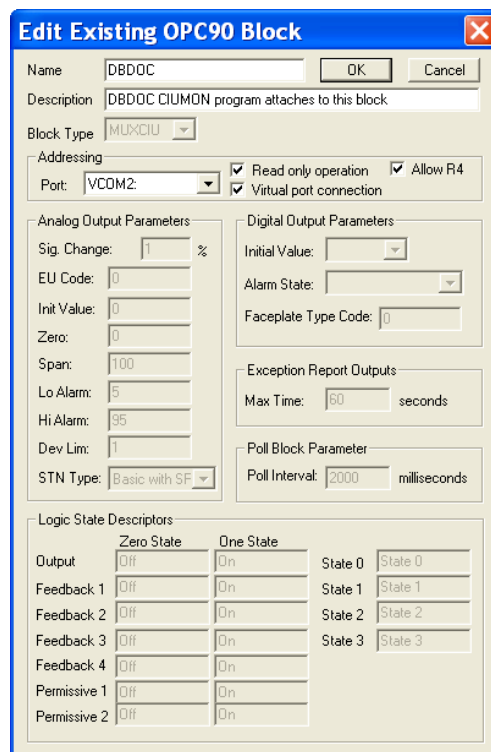 Edit Existing OPC90 Block
Name DBDOC OK Cancel
Description DBDOC CIUMON program attaches to this block
Block Type MUXCIU
Addressing
Port: VCOM2: Read only operation Allow R4
Virtual port connection
Analog Output Parameters
Sig. Change: 1 %
EU Code: 0
Init Value: 0
Zero: 0
Span: 100
Lo Alarm: 5
Hi Alarm: 95
Dev Lim: 1
STN Type: Basic with SF
Digital Output Parameters
Initial Value:
Alarm State:
Faceplate Type Code: 0
Exception Report Outputs
Max Time: 60 seconds
Poll Block Parameter
Poll Interval: 2000 milliseconds
Logic State Descriptors
Zero State One State
Output Off On State 0 State 0
Feedback 1 Off On State 1 State 1
Feedback 2 Off On State 2 State 2
Feedback 3 Off On State 3 State 3
Feedback 4 Off On
Permissive 1 Off On
Permissive 2 Off On